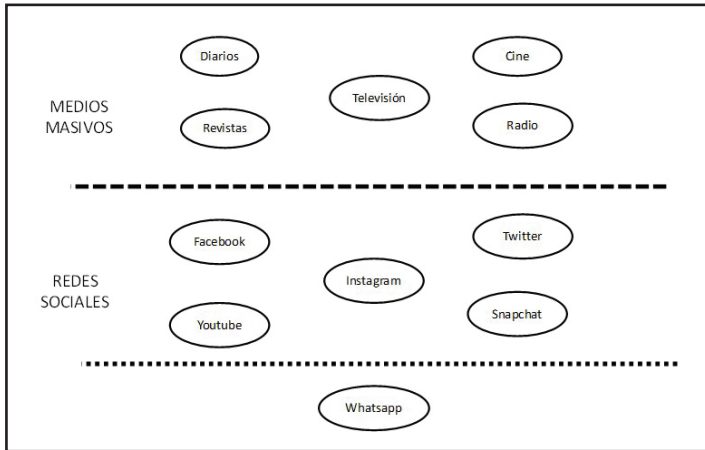 Diarios
Cine
Televisión
MEDIOS
MASIVOS
Revistas
Radio
Facebook
Twitter
Instagram
REDES
SOCIALES
Youtube
Snapchat
Whatsapp